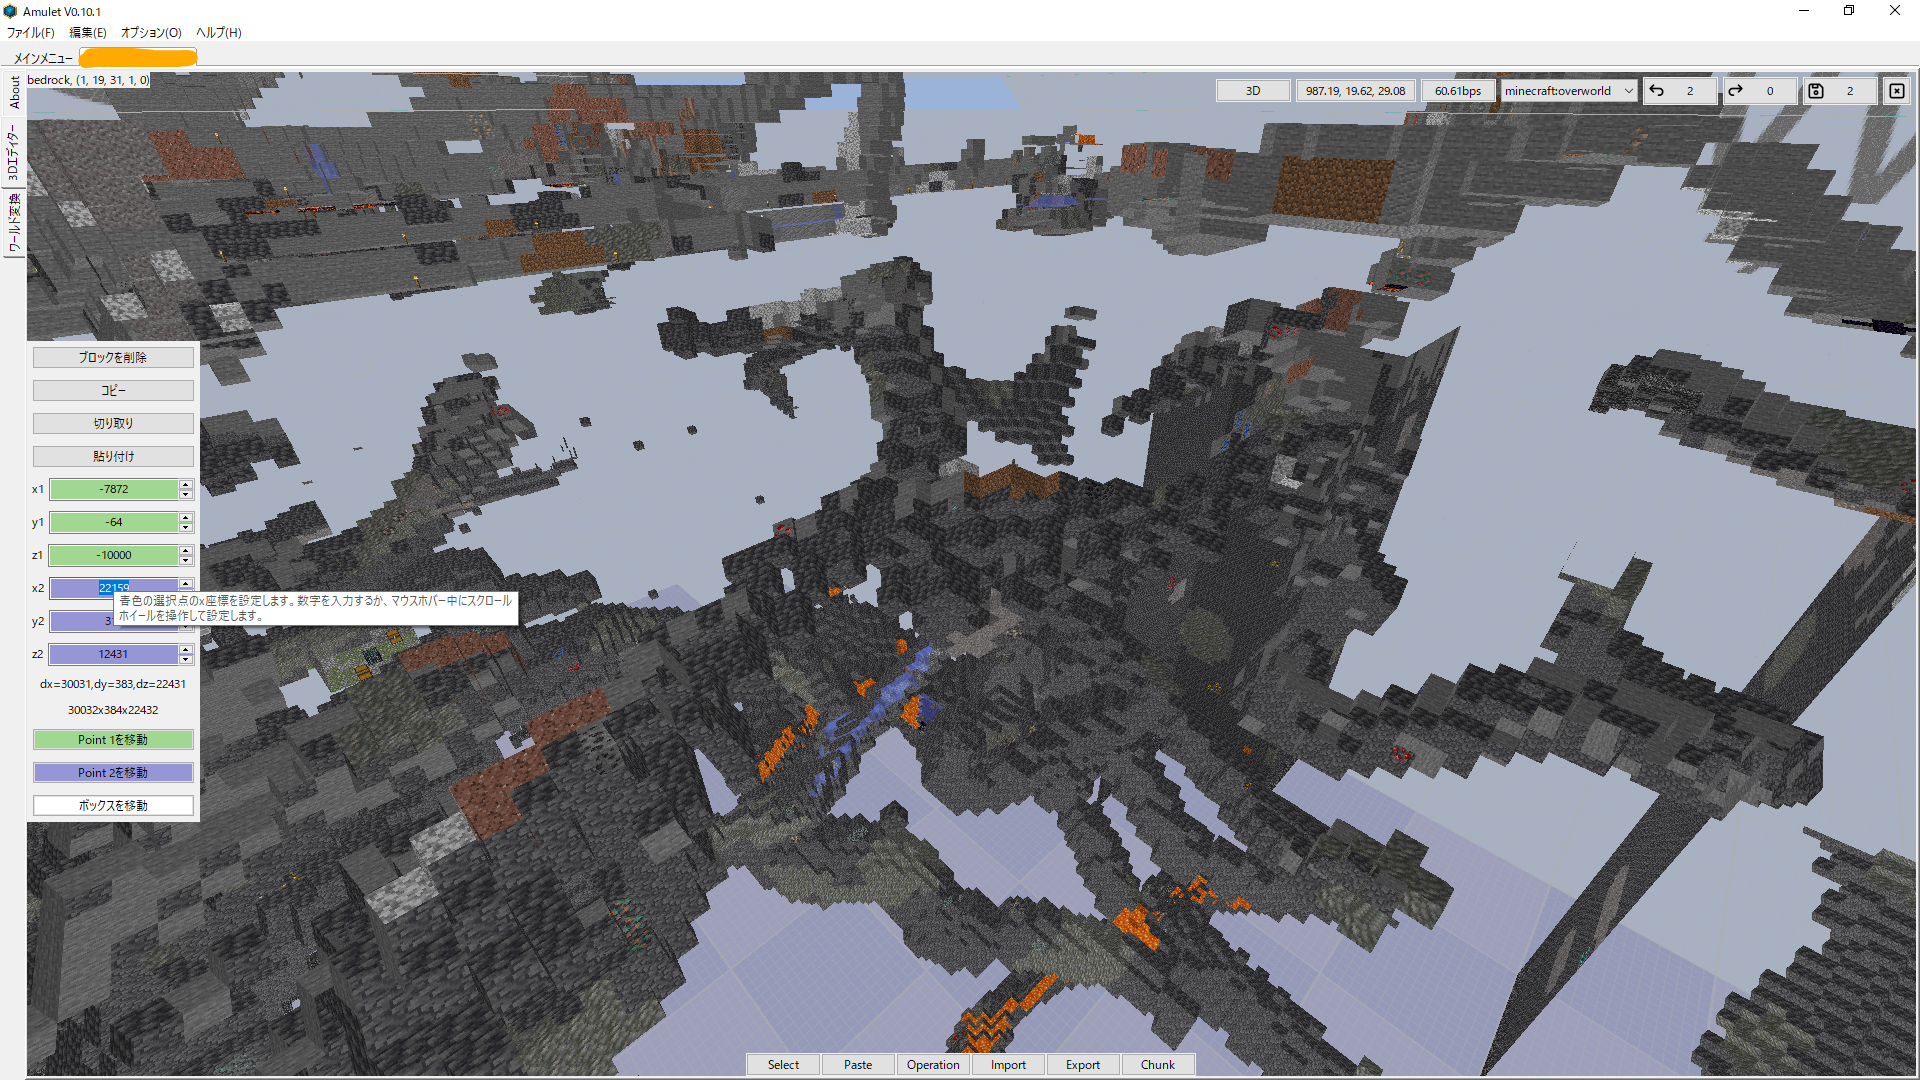 Amulet V0.10.1
ファイル(F) 編集(E) オプション(O) ヘルプ(H)
メインメニュー
About
3Dエディター
ワールド変換
bedrock, (1, 19, 31, 1, 0)
3D
987.19, 19.62, 29.08
60.61bps
minecraft:overworld
2
0
2
ブロックを削除
コピー
切り取り
貼り付け
x1 -7872
y1 -64
z1 -10000
x2 22159
青色の選択点のx座標を設定します。数字を入力するか、マウスホバー中にスクロール
ホイールを操作して設定します。
y2
z2 12431
dx=30031,dy=383,dz=22431
30032x384x22432
Point 1を移動
Point 2を移動
ボックスを移動
Select
Paste
Operation
Import
Export
Chunk